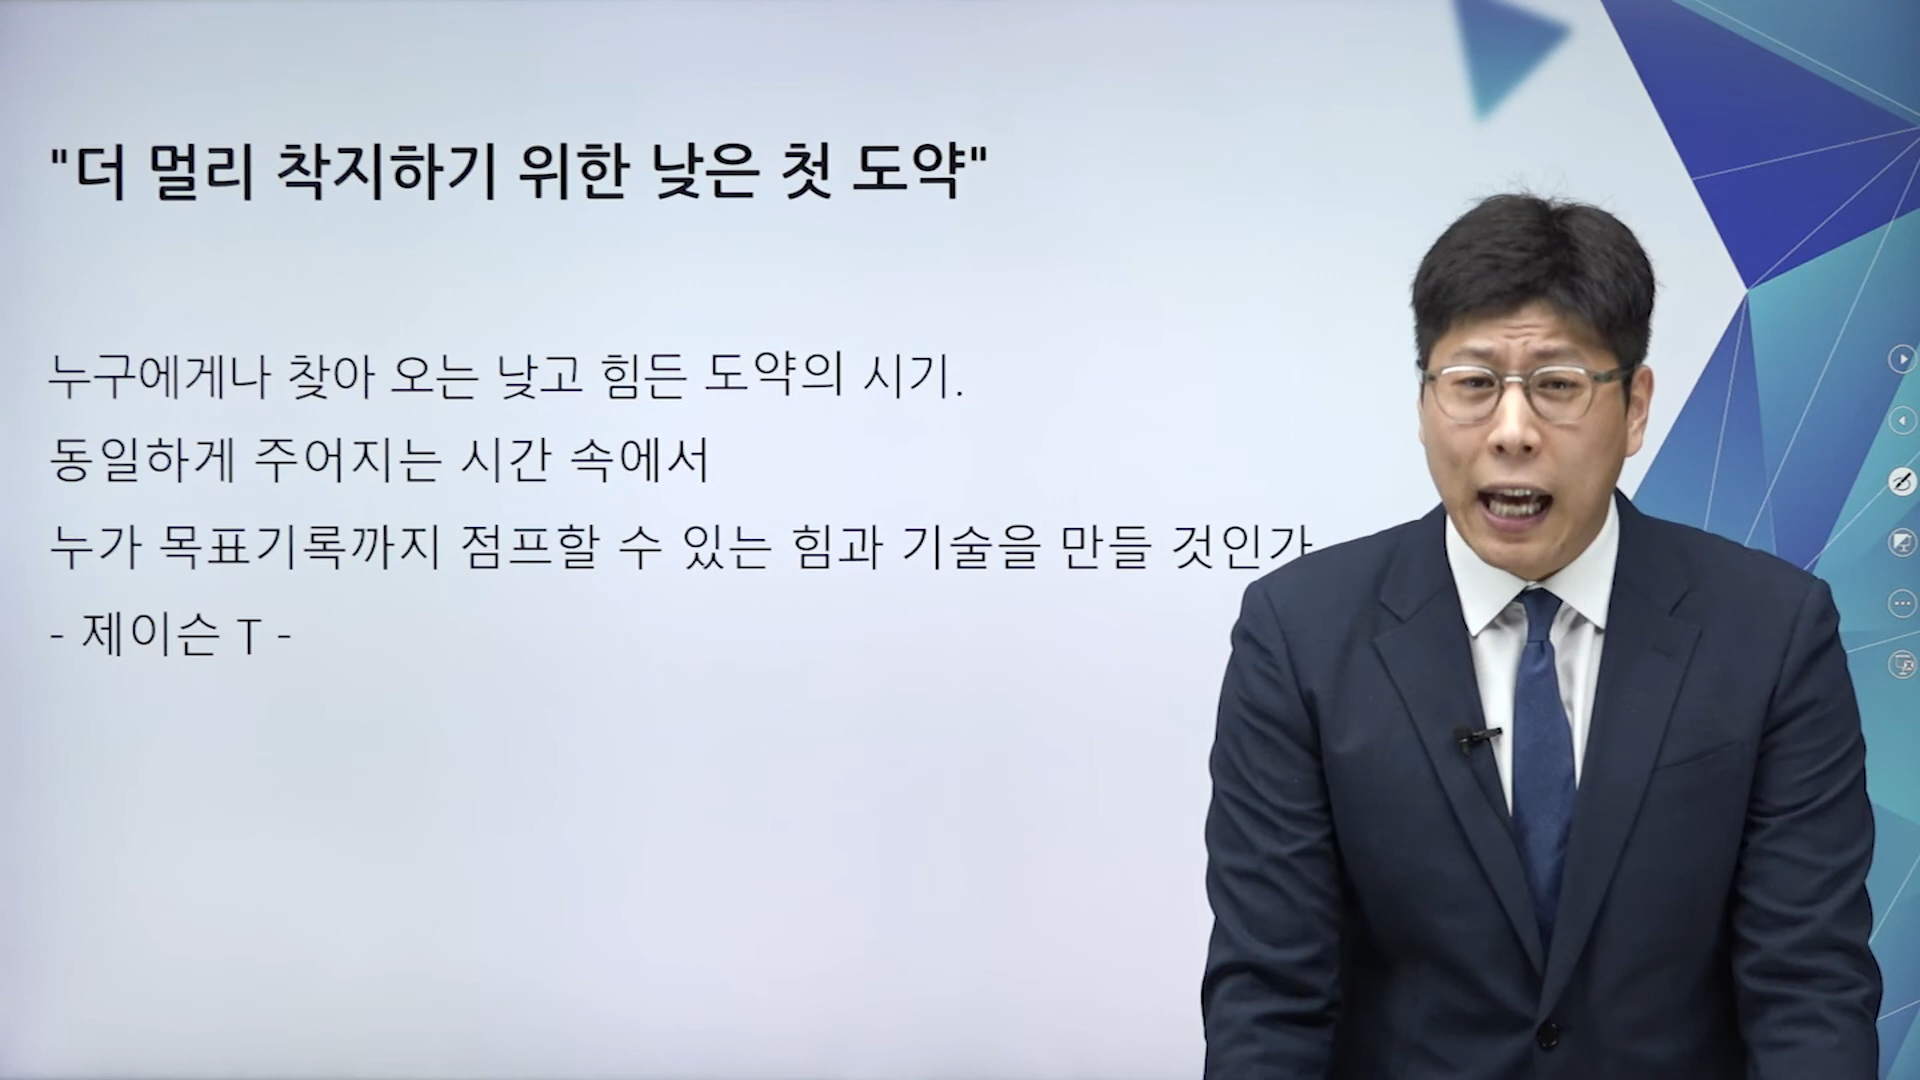 "더 멀리 착지하기 위한 낮은 첫 도약"
누구에게나 찾아 오는 낮고 힘든 도약의 시기.
동일하게 주어지는 시간 속에서
누가 목표기록까지 점프할 수 있는 힘과 기술을 만들 것인가
- 제이슨 T -